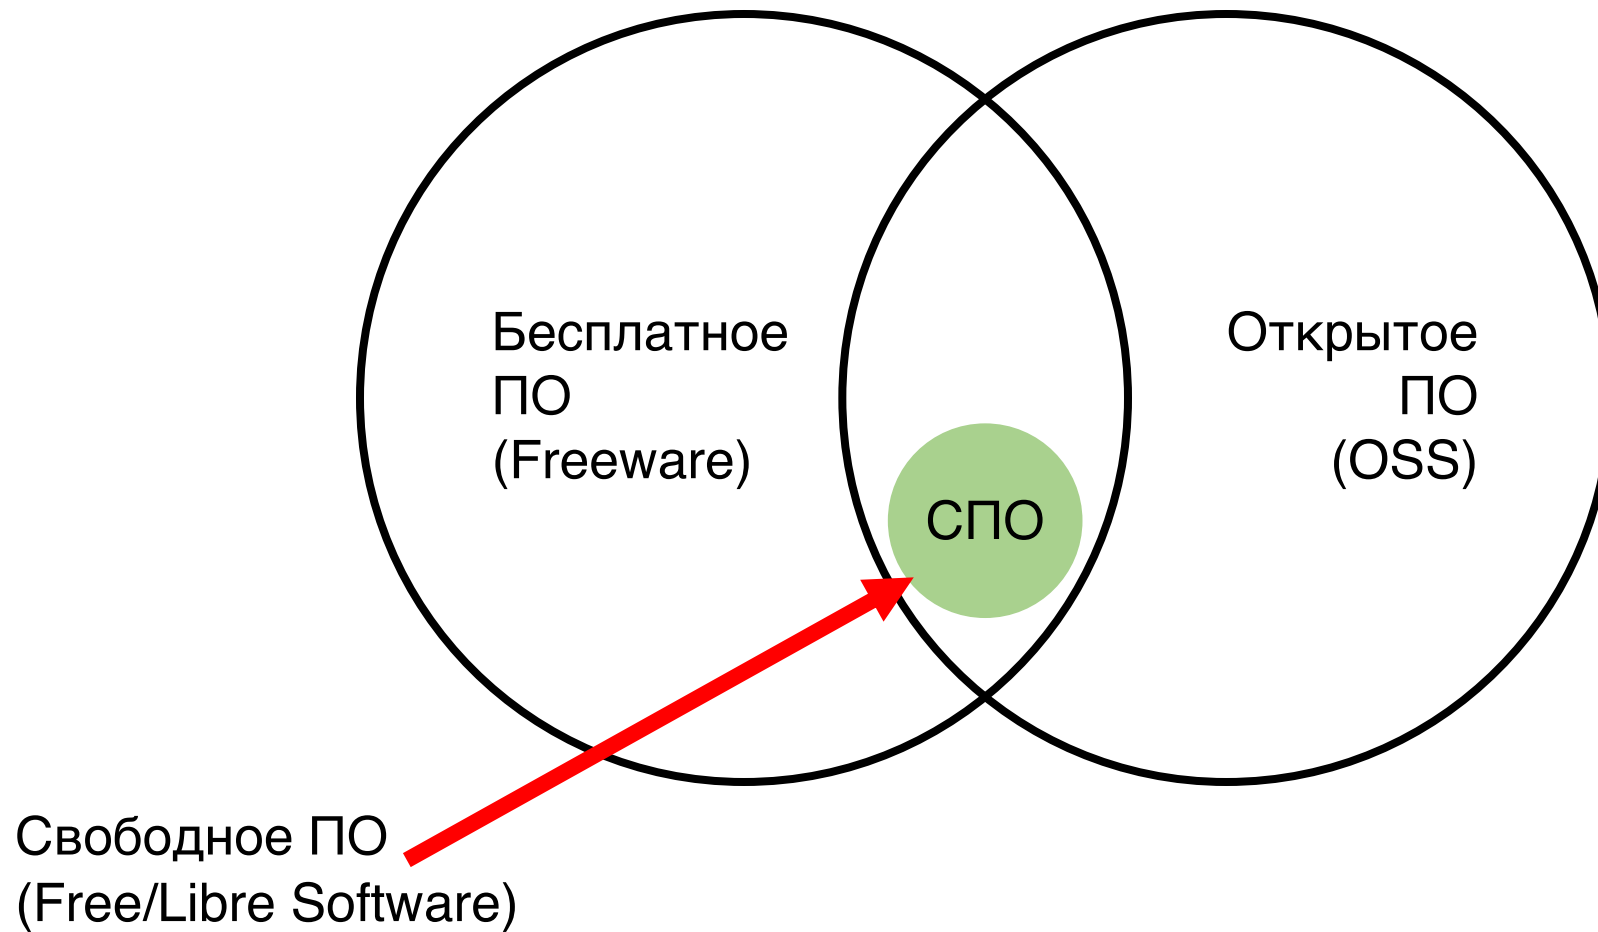 Бесплатное
ПО
(Freeware)
Открытое
ПО
(OSS)
СПО
Свободное ПО
(Free/Libre Software)